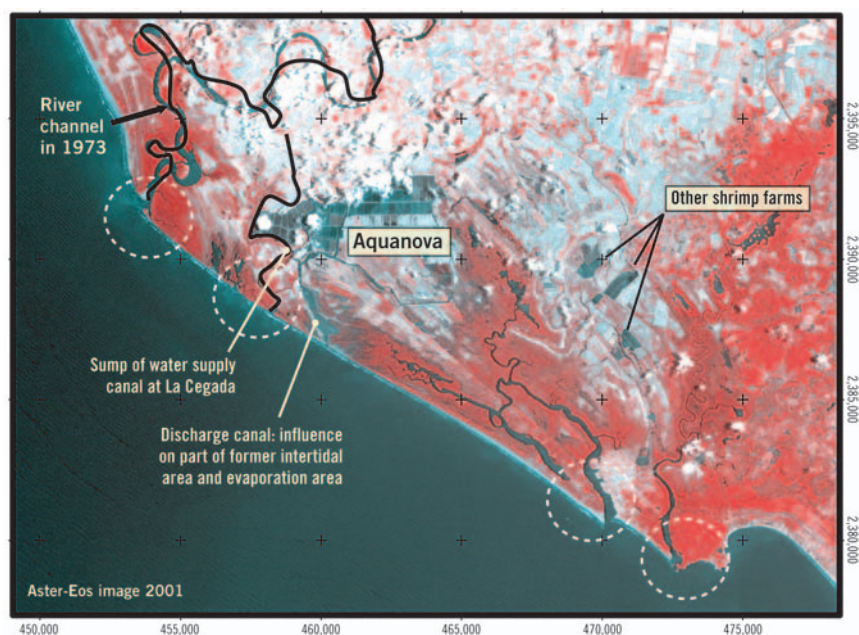 River
channel
in 1973
Other shrimp farms
Aquanova
Sump of water supply
canal at La Cegada
Discharge canal: influence
on part of former intertidal
area and evaporation area
Aster-Eos image 2001
2,395,000
2,390,000
2,385,000
2,380,000
450,000
455,000
460,000
465,000
470,000
475,000